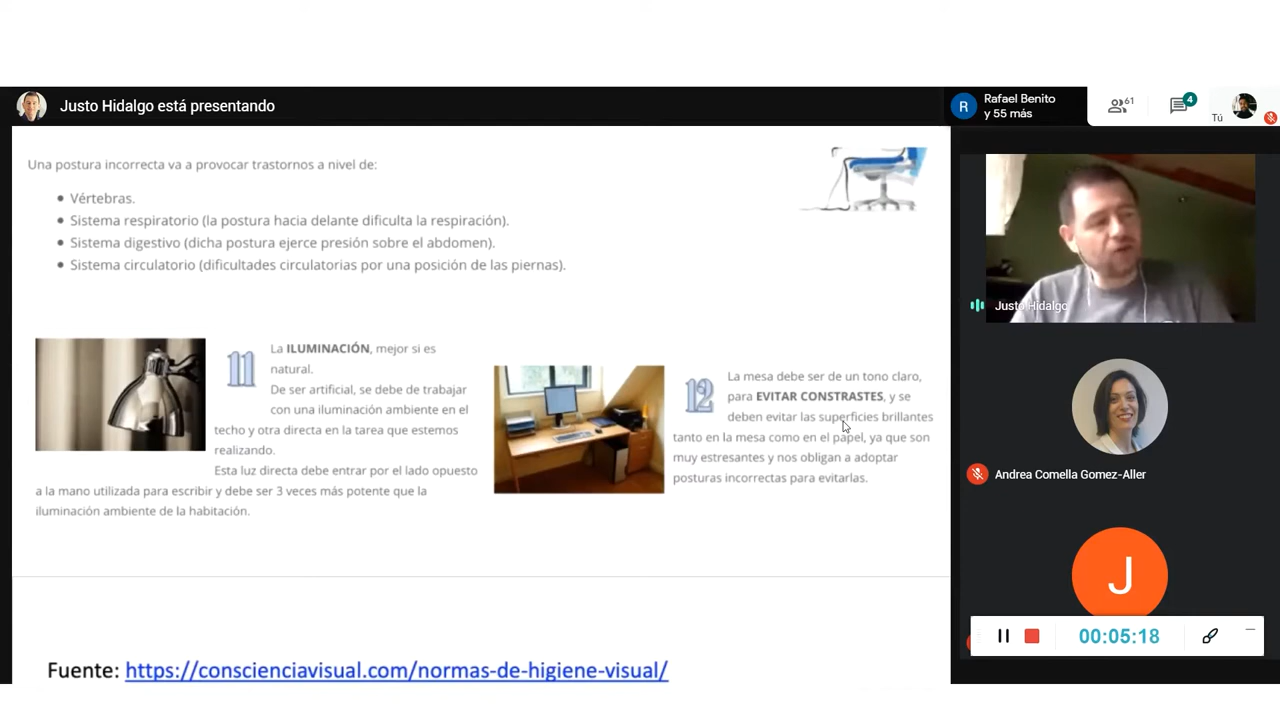 Justo Hidalgo está presentando
R
Rafael Benito
y 55 más
61
4
Tú
Una postura incorrecta va a provocar trastornos a nivel de:
Vértebras.
Sistema respiratorio (la postura hacia delante dificulta la respiración).
Sistema digestivo (dicha postura ejerce presión sobre el abdomen).
Sistema circulatorio (dificultades circulatorias por una posición de las piernas).
11
La ILUMINACIÓN, mejor si es
natural.
De ser artificial, se debe de trabajar
con una iluminación ambiente en el
techo y otra directa en la tarea que estemos
realizando.
Esta luz directa debe entrar por el lado opuesto
a la mano utilizada para escribir y debe ser 3 veces más potente que la
iluminación ambiente de la habitación.
12
La mesa debe ser de un tono claro,
para EVITAR CONSTRASTES, y se
deben evitar las superficies brillantes
tanto en la mesa como en el papel, ya que son
muy estresantes y nos obligan a adoptar
posturas incorrectas para evitarlas.
Fuente: https://conscienciavisual.com/normas-de-higiene-visual/
Justo Hidalgo
Andrea Comella Gomez-Aller
J
00:05:18